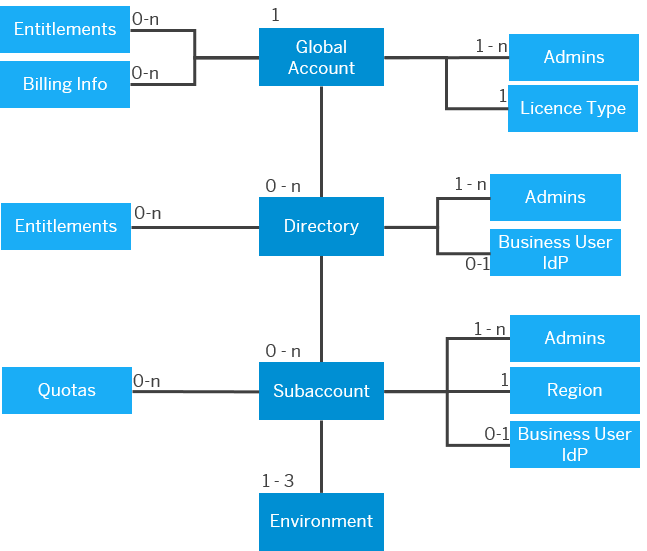 Entitlements
0-n
1
Global
Account
1 - n
Admins
Billing Info
0-n
1
Licence Type
0 - n
Entitlements
0-n
Directory
1 - n
Admins
0-1
Business User
IdP
0 - n
Quotas
0-n
Subaccount
1 - n
Admins
1
Region
0-1
Business User
IdP
1 - 3
Environment